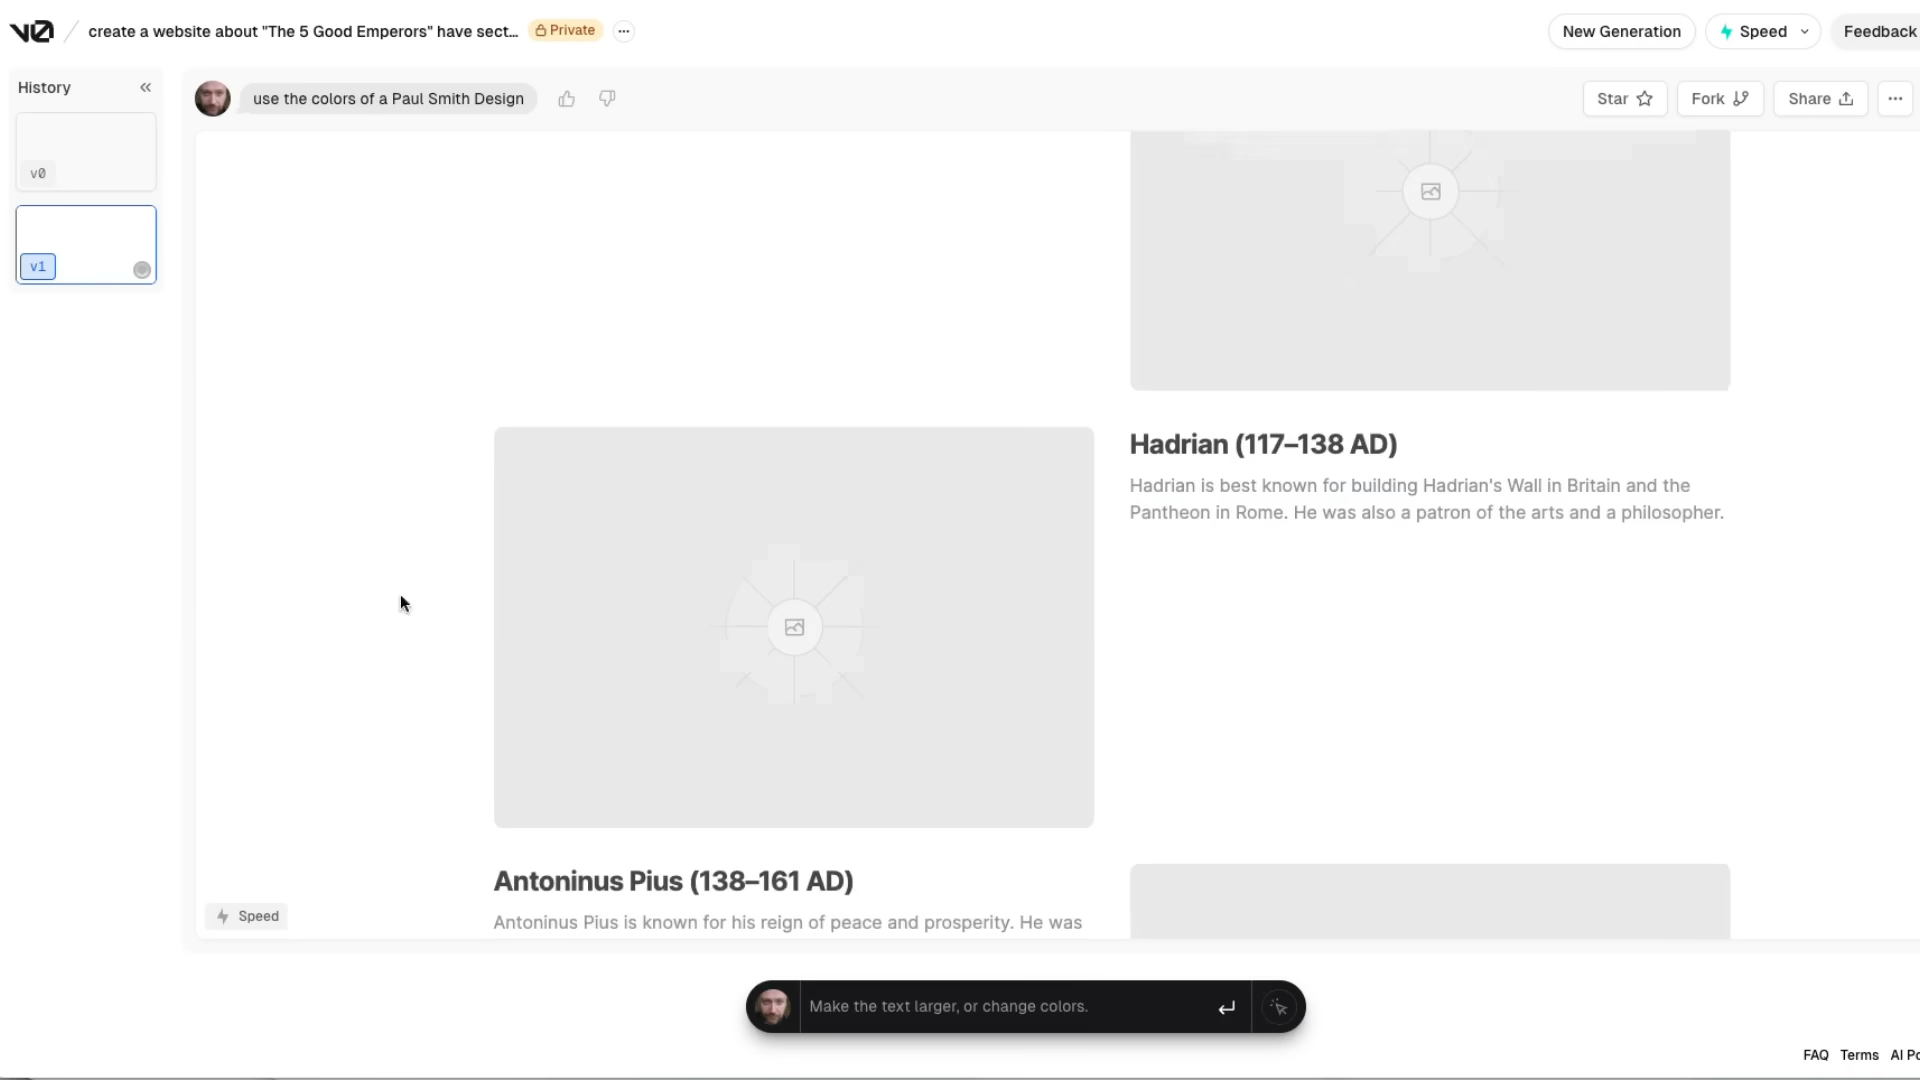 v0
create a website about "The 5 Good Emperors" have sect...
Private
New Generation
Speed
Feedback
History
v0
v1
use the colors of a Paul Smith Design
Star
Fork
Share
Hadrian (117–138 AD)
Hadrian is best known for building Hadrian's Wall in Britain and the
Pantheon in Rome. He was also a patron of the arts and a philosopher.
Antoninus Pius (138–161 AD)
Antoninus Pius is known for his reign of peace and prosperity. He was
Speed
Make the text larger, or change colors.
FAQ
Terms
AI Po